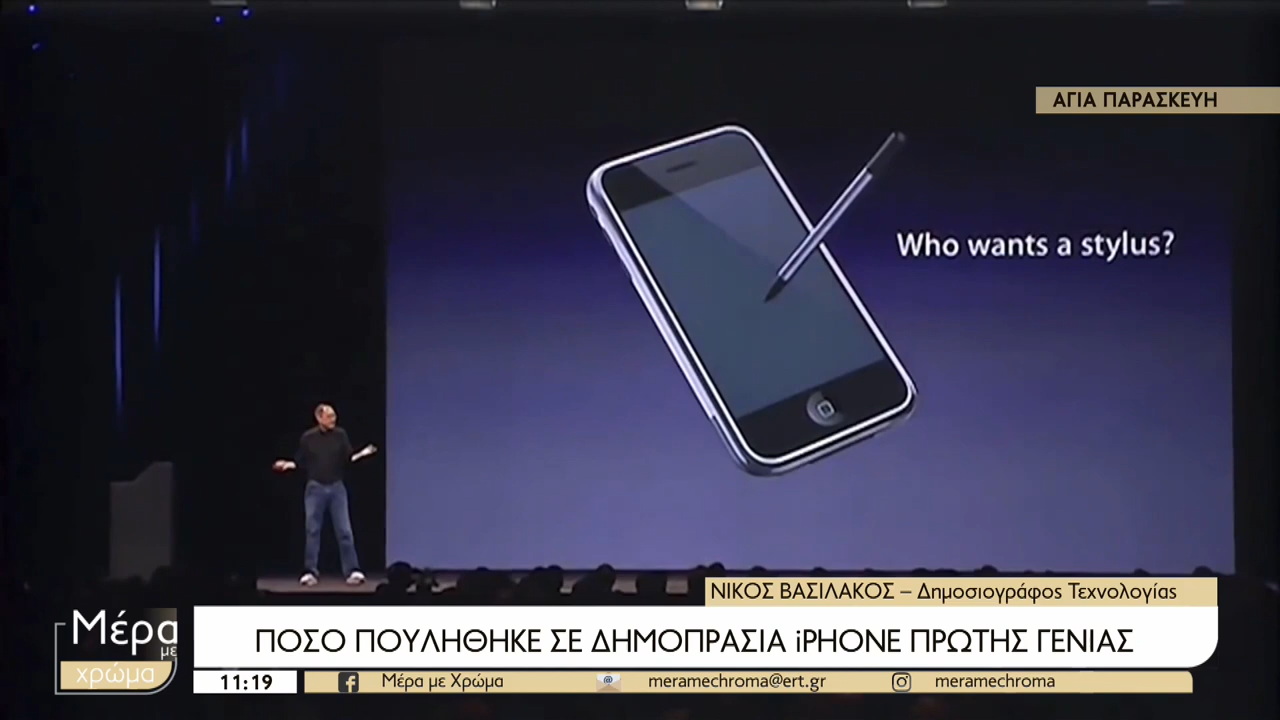 ΑΓΙΑ ΠΑΡΑΣΚΕΥΗ
Who wants a stylus?
ΝΙΚΟΣ ΒΑΣΙΛΑΚΟΣ – Δημοσιογράφος Τεχνολογίας
ΠΟΣΟ ΠΟΥΛΗΘΗΚΕ ΣΕ ΔΗΜΟΠΡΑΣΙΑ iPHONE ΠΡΩΤΗΣ ΓΕΝΙΑΣ
Μέρα
με
χρώμα
11:19 Μέρα με Χρώμα meramechroma@ert.gr meramechroma